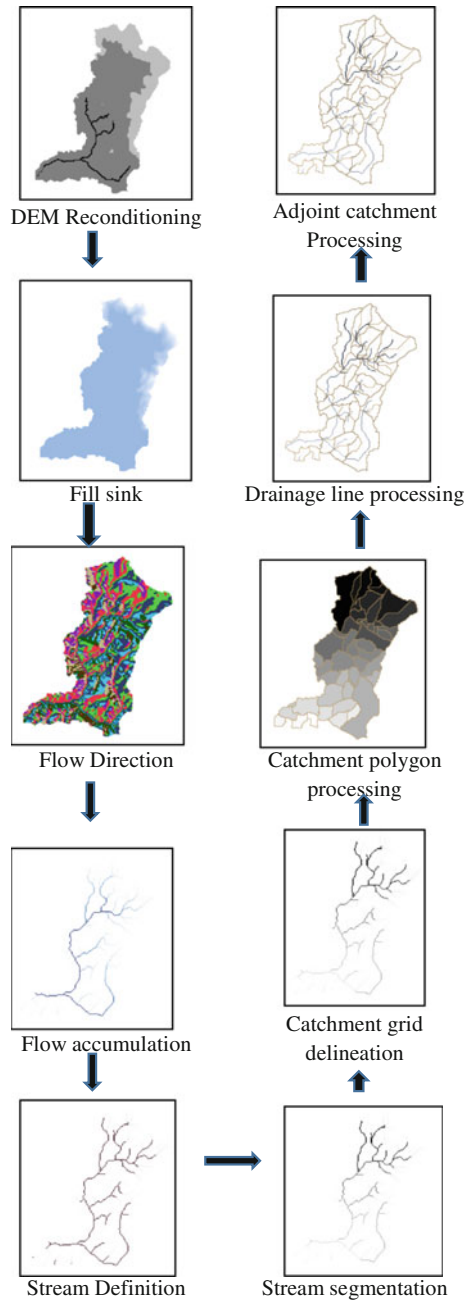 DEM Reconditioning
Fill sink
Flow Direction
Flow accumulation
Stream Definition
Stream segmentation
Catchment grid
delineation
Catchment polygon
processing
Drainage line processing
Adjoint catchment
Processing